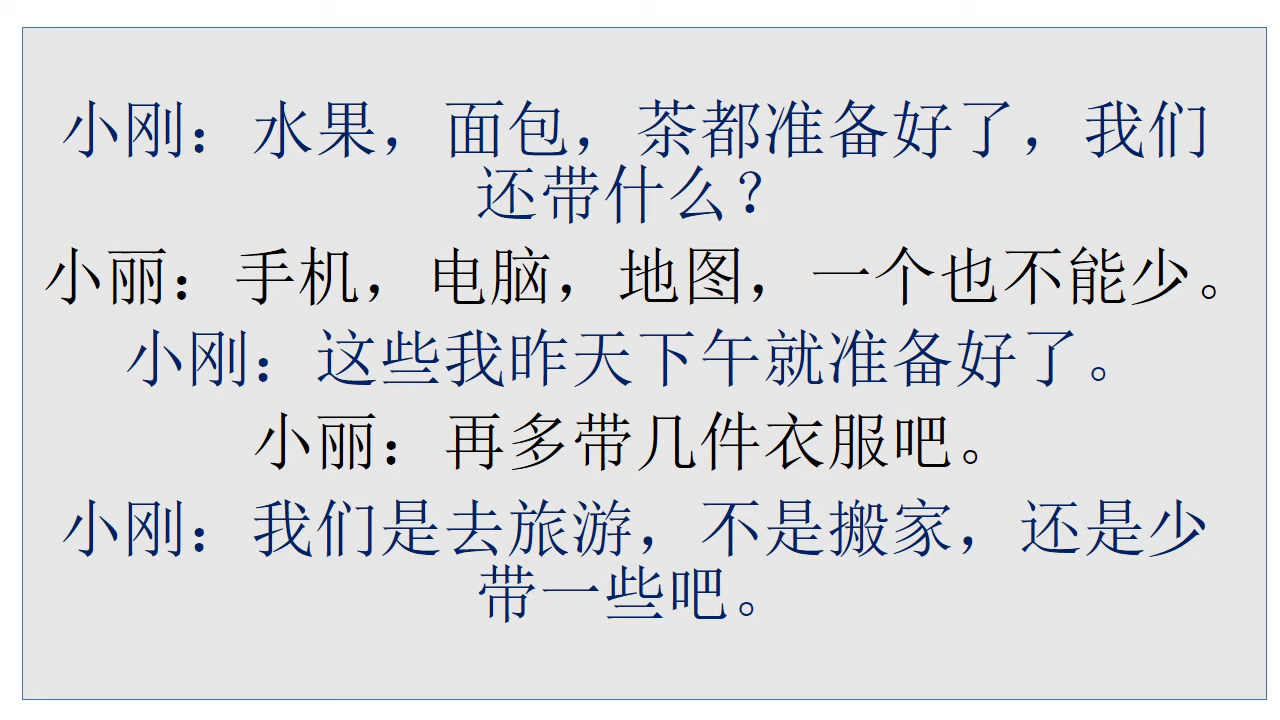 小刚：水果，面包，茶都准备好了，我们
还带什么？
小丽：手机，电脑，地图，一个也不能少。
小刚：这些我昨天下午就准备好了。
小丽：再多带几件衣服吧。
小刚：我们是去旅游，不是搬家，还是少
带一些吧。